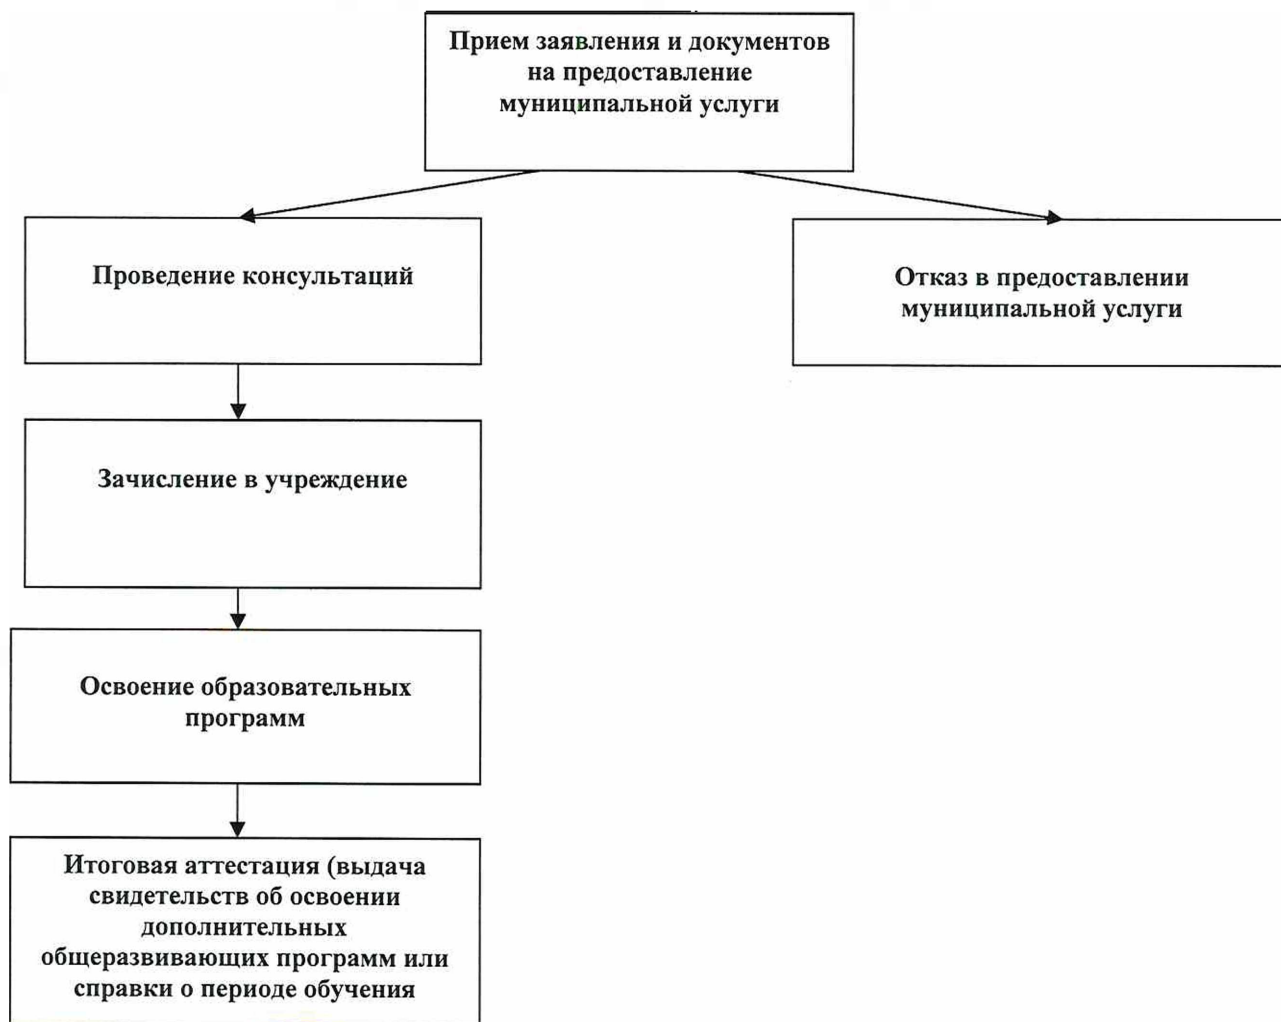 Прием заявления и документов
на предоставление
муниципальной услуги
Проведение консультаций
Отказ в предоставлении
муниципальной услуги
Зачисление в учреждение
Освоение образовательных
программ
Итоговая аттестация (выдача
свидетельств об освоении
дополнительных
общеразвивающих программ или
справки о периоде обучения